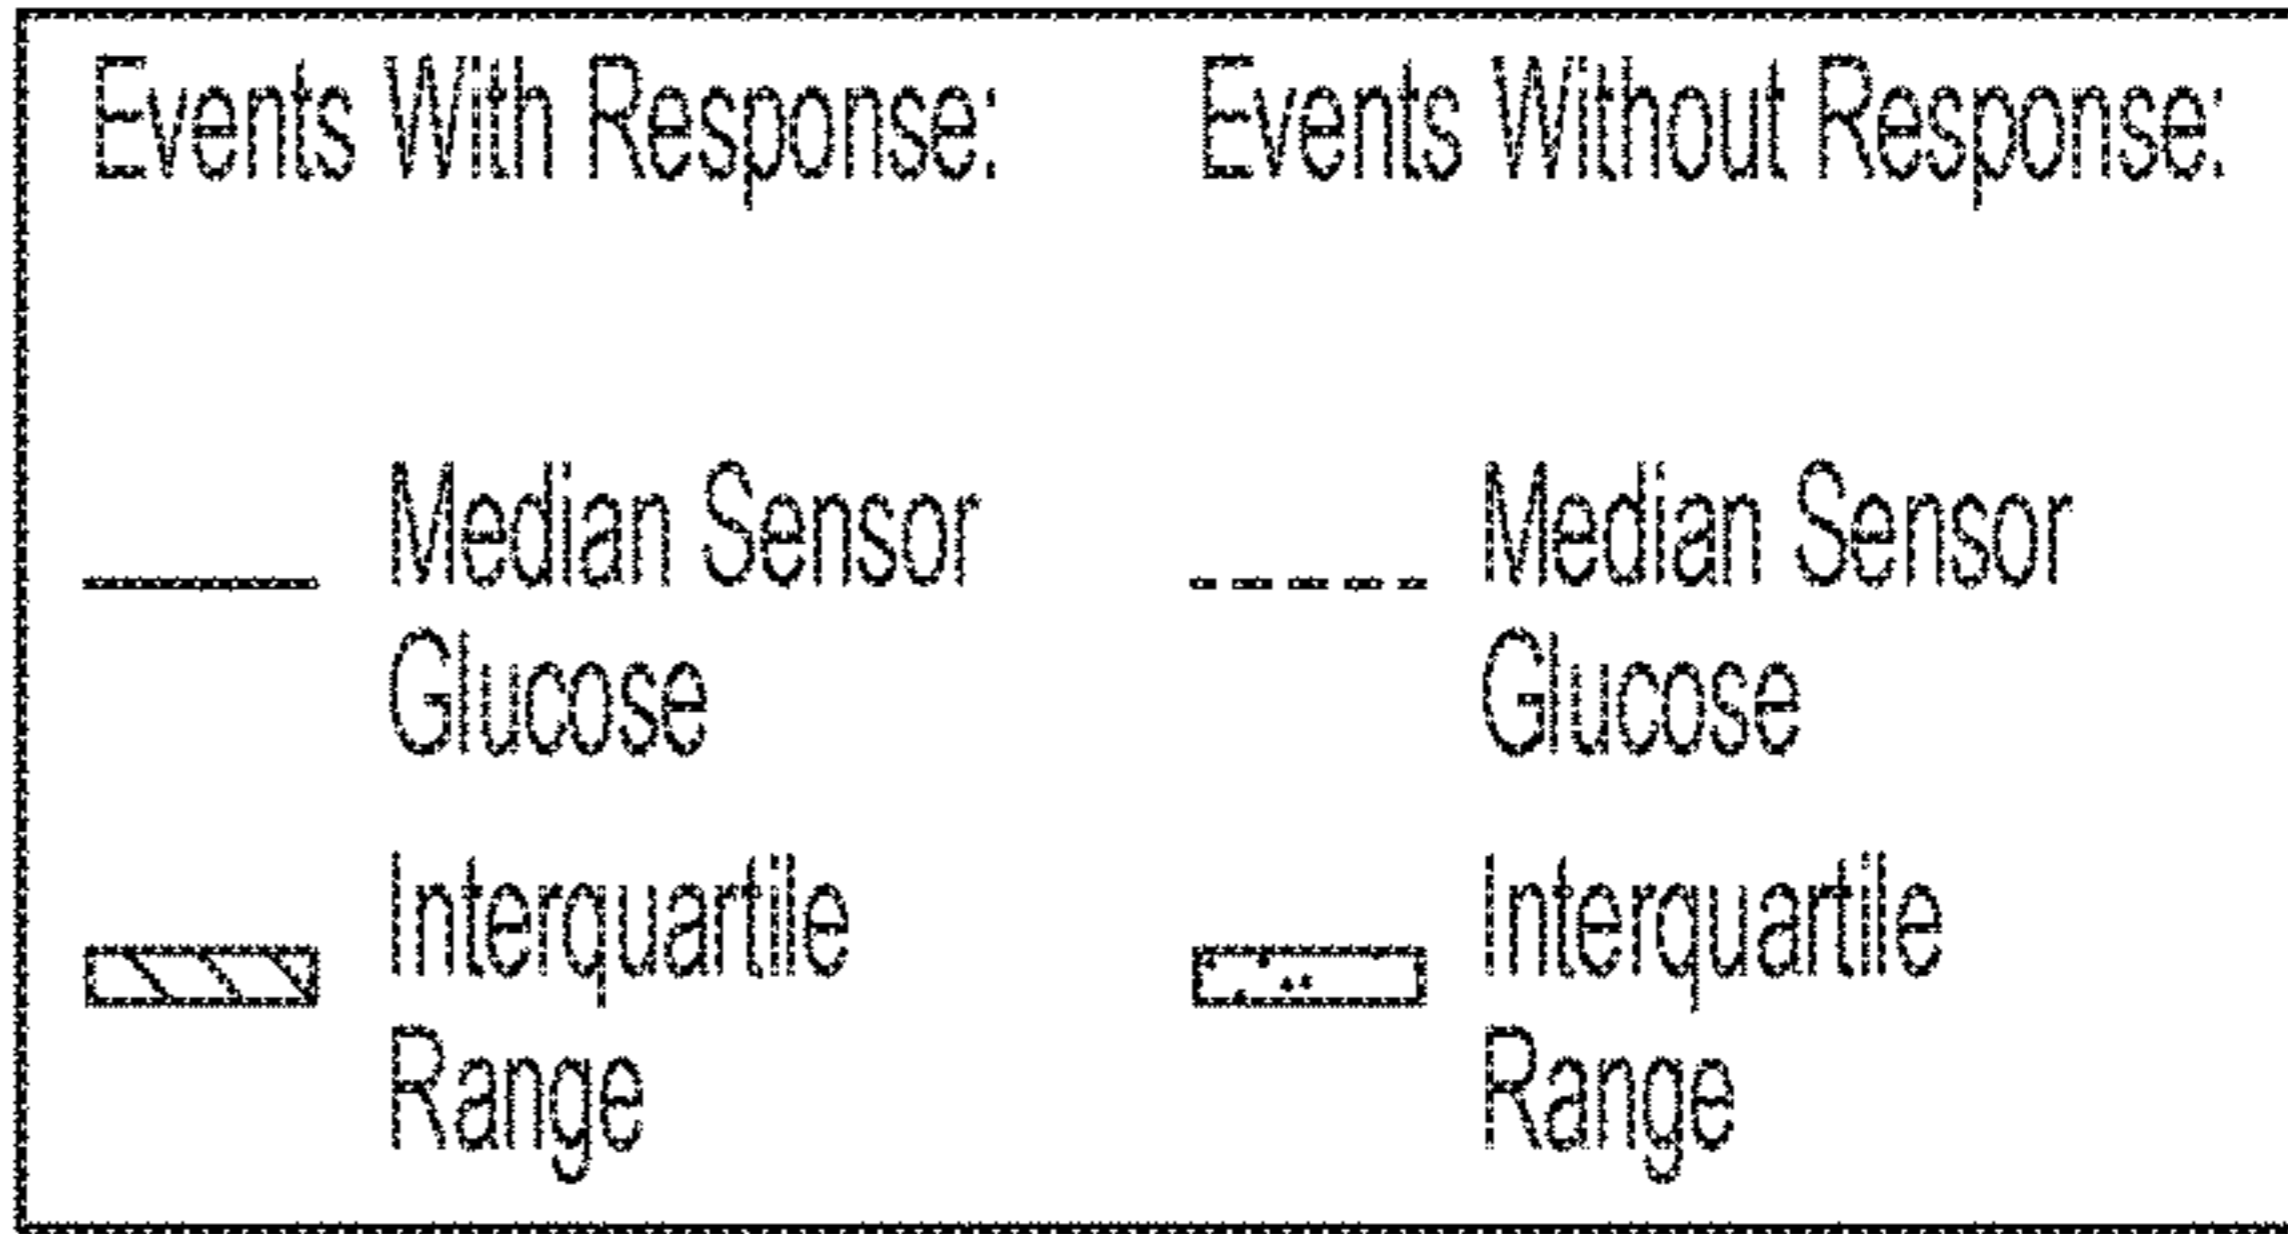 Events With Response:
Median Sensor
Glucose
Interquartile
Range
Events Without Response:
Median Sensor
Glucose
Interquartile
Range